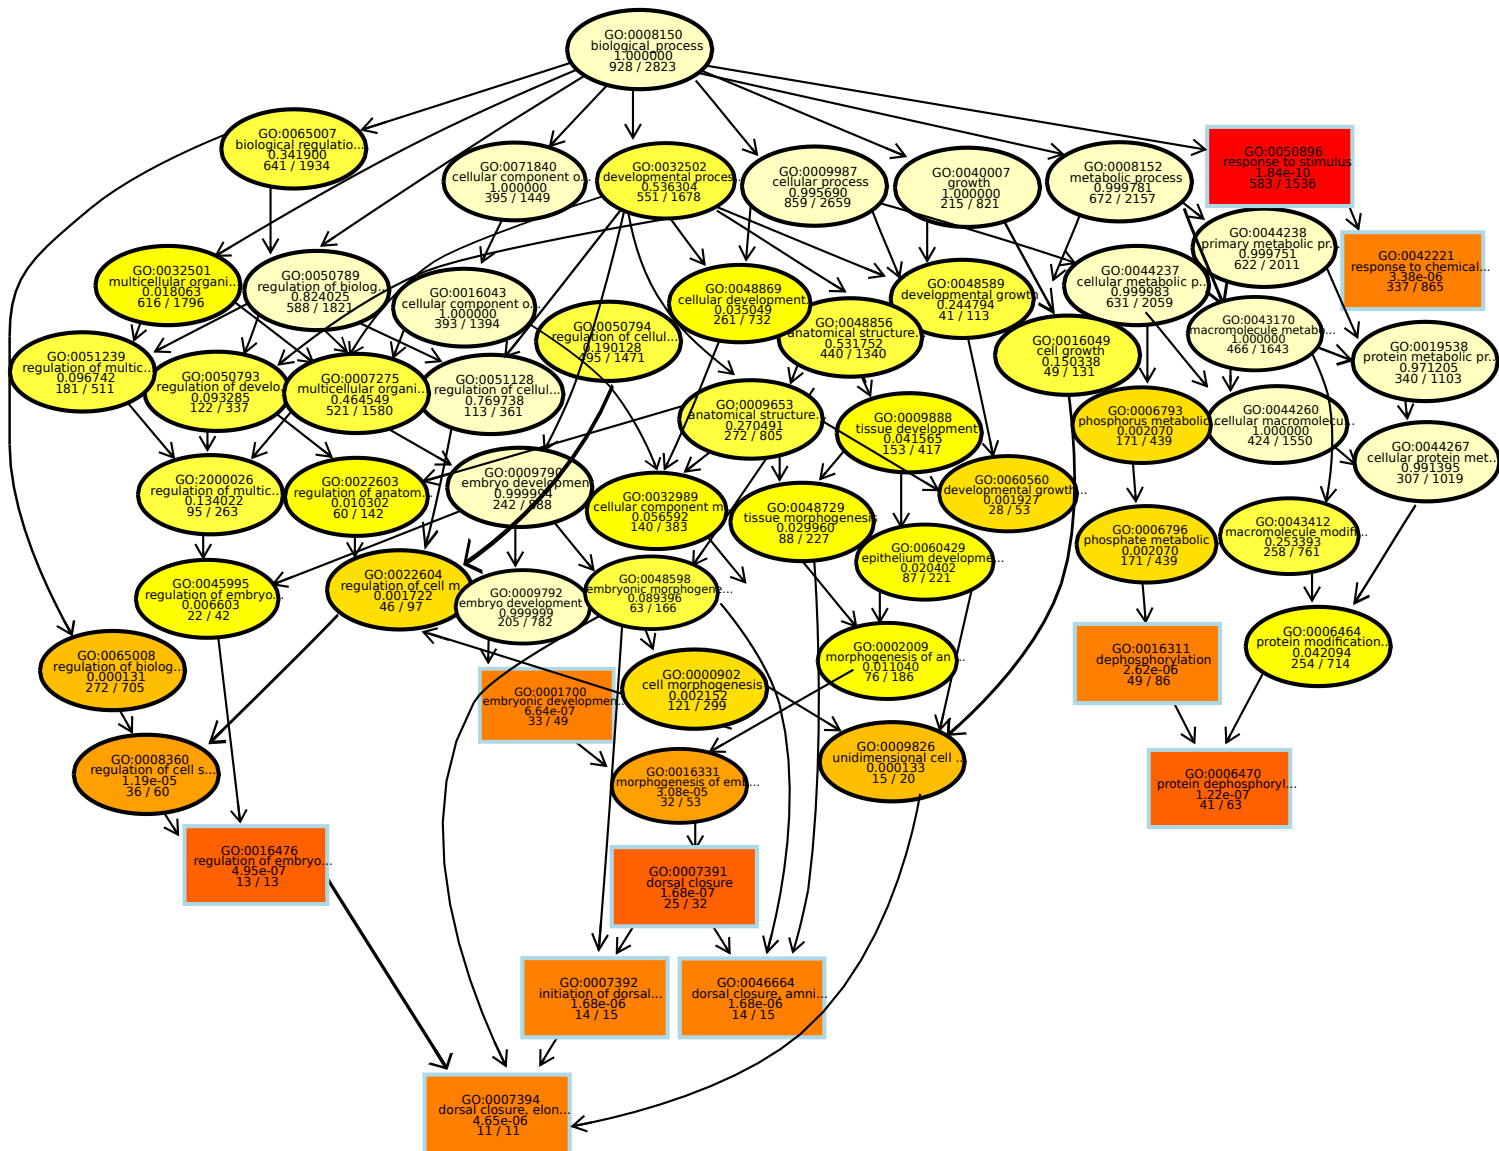 GO:0008150
biological_process
1.000000
928 / 2823
GO:0065007
biological regulatio...
0.341900
641 / 1934
GO:0071840
cellular component o...
1.000000
395 / 1449
GO:0032502
developmental proces...
0.536304
551 / 1678
GO:0009987
cellular process
0.995690
859 / 2659
GO:0040007
growth
1.000000
215 / 821
GO:0008152
metabolic process
0.999781
672 / 2157
GO:0050896
response to stimulus
1.84e-10
583 / 1536
GO:0044238
primary metabolic pr...
0.999751
622 / 2011
GO:0042221
response to chemical...
3.38e-06
337 / 865
GO:0032501
multicellular organi...
0.018063
616 / 1796
GO:0050789
regulation of biolog...
0.824025
588 / 1821
GO:0016043
cellular component o...
1.000000
393 / 1394
GO:0050794
regulation of cellul...
0.190128
495 / 1471
GO:0048869
cellular development...
0.035049
261 / 732
GO:0048856
anatomical structure...
0.531752
440 / 1340
GO:0048589
developmental growth
0.244794
41 / 113
GO:0016049
cell growth
0.150338
49 / 131
GO:0044237
cellular metabolic p...
0.999983
631 / 2059
GO:0043170
macromolecule metabo...
1.000000
466 / 1643
GO:0019538
protein metabolic pr...
0.971205
340 / 1103
GO:0051239
regulation of multic...
0.096742
181 / 511
GO:0050793
regulation of develo...
0.093285
122 / 337
GO:0007275
multicellular organi...
0.464549
521 / 1580
GO:0051128
regulation of cellul...
0.769738
113 / 361
GO:0009653
anatomical structure...
0.270491
272 / 805
GO:0009888
tissue development
0.041565
153 / 417
GO:0006793
phosphorus metabolic
0.002070
171 / 439
GO:0044260
cellular macromolecu...
1.000000
424 / 1550
GO:0044267
cellular protein met...
0.991395
307 / 1019
GO:2000026
regulation of multic...
0.134022
95 / 263
GO:0022603
regulation of anatom...
0.010302
60 / 142
GO:0009790
embryo development
0.999994
242 / 888
GO:0032989
cellular component m
0.056592
140 / 383
GO:0048729
tissue morphogenesis
0.029960
88 / 227
GO:0060560
developmental growth...
0.001927
28 / 53
GO:0060429
epithelium developme...
0.020402
87 / 221
GO:0006796
phosphate metabolic
0.002070
171 / 439
GO:0043412
macromolecule modifi...
0.253393
258 / 761
GO:0045995
regulation of embryo...
0.006603
22 / 42
GO:0022604
regulation of cell m
0.001722
46 / 97
GO:0009792
embryo development
0.999999
205 / 782
GO:0048598
embryonic morphogene...
0.089396
63 / 166
GO:0065008
regulation of biolog...
0.000131
272 / 705
GO:0001700
embryonic developmen...
6.64e-07
33 / 49
GO:0000902
cell morphogenesis
0.002152
121 / 299
GO:0002009
morphogenesis of an ...
0.011040
76 / 186
GO:0016311
dephosphorylation
2.62e-06
49 / 86
GO:0006464
protein modification...
0.042094
254 / 714
GO:0008360
regulation of cell s...
1.19e-05
36 / 60
GO:0016331
morphogenesis of emb...
3.08e-05
32 / 53
GO:0009826
unidimensional cell ...
0.000133
15 / 20
GO:0006470
protein dephosphoryl...
1.22e-07
41 / 63
GO:0016476
regulation of embryo...
4.95e-07
13 / 13
GO:0007391
dorsal closure
1.68e-07
25 / 32
GO:0007392
initiation of dorsal...
1.68e-06
14 / 15
GO:0046664
dorsal closure, amni...
1.68e-06
14 / 15
GO:0007394
dorsal closure, elon...
4.65e-06
11 / 11